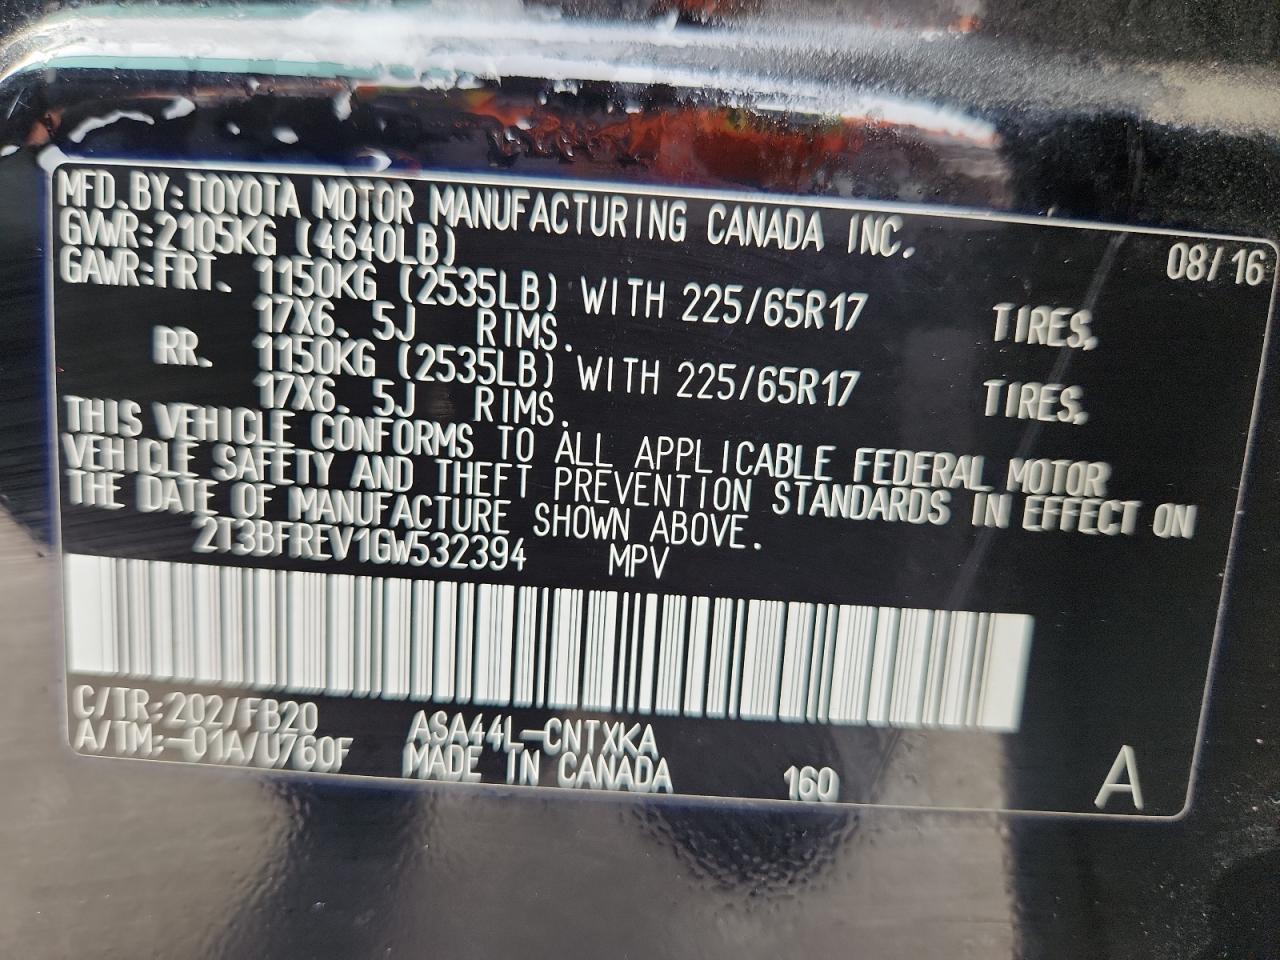 MFD. BY: TOYOTA MOTOR MANUFACTURING CANADA INC.
08/16
GVWR: 2105KG (4640LB)
GAWR: FRT. 1150KG (2535LB) WITH 225/65R17 TIRES,
17X6. 5J RIMS.
RR. 1150KG (2535LB) WITH 225/65R17 TIRES,
17X6. 5J RIMS.
THIS VEHICLE CONFORMS TO ALL APPLICABLE FEDERAL MOTOR
VEHICLE SAFETY AND THEFT PREVENTION STANDARDS IN EFFECT ON
THE DATE OF MANUFACTURE SHOWN ABOVE.
2T3BFREV1GW532394 MPV
C/TR: 202/FB20 ASA44L-CNTXKA
A/TM: -01A/U760F MADE IN CANADA 160 A